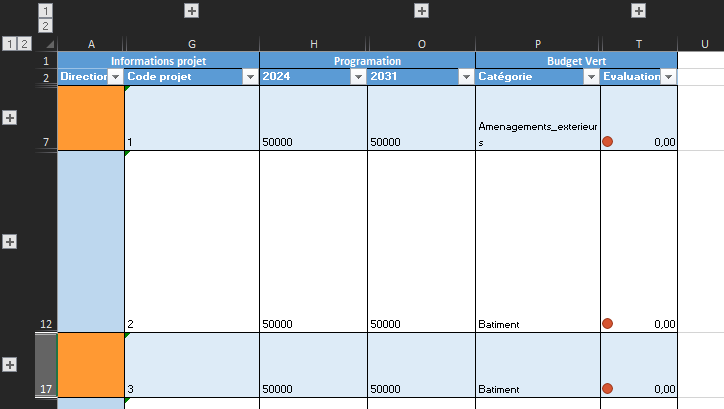 1
2
1 2
A G H O P T U
1 Informations projet Programation Budget Vert
2 Direction Code projet 2024 2031 Catégorie Evaluation
Amenagements_exterieur
7 1 50000 50000 s 0,00
12 2 50000 50000 Batiment 0,00
17 3 50000 50000 Batiment 0,00